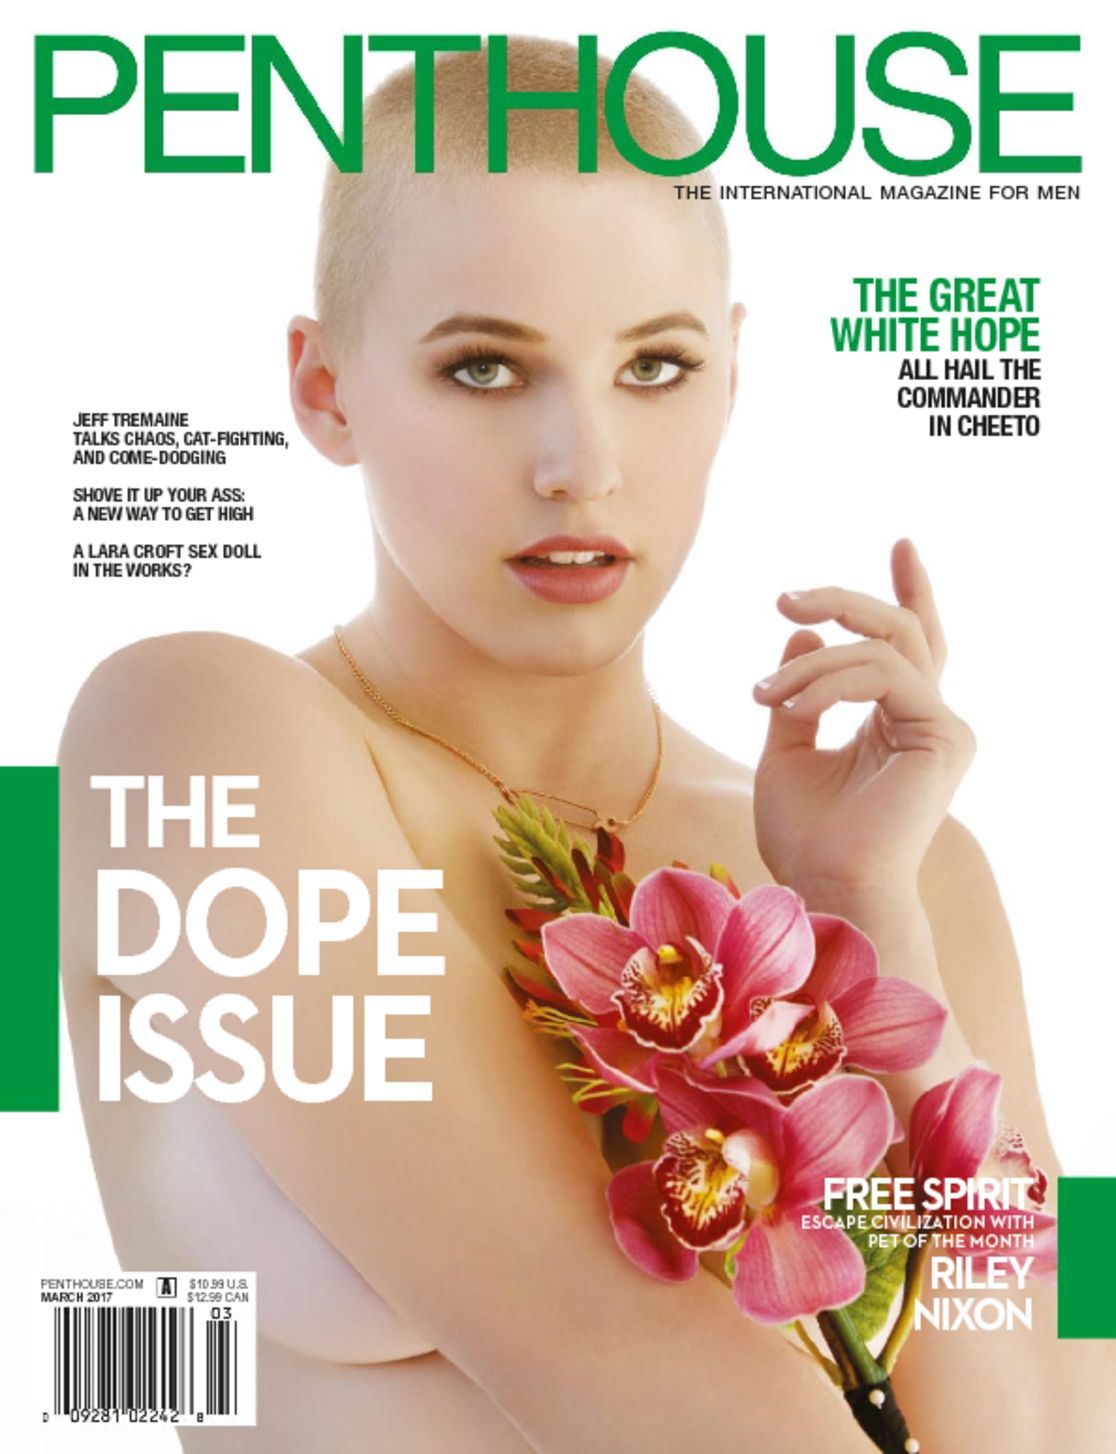 PENTHOUSE
THE INTERNATIONAL MAGAZINE FOR MEN
THE GREAT
WHITE HOPE
ALL HAIL THE
COMMANDER
IN CHEETO
JEFF TREMAINE
TALKS CHAOS, CAT-FIGHTING,
AND COME-DODGING
SHOVE IT UP YOUR ASS:
A NEW WAY TO GET HIGH
A LARA CROFT SEX DOLL
IN THE WORKS?
THE
DOPE
ISSUE
FREE SPIRIT
ESCAPE CIVILIZATION WITH
PET OF THE MONTH
RILEY
NIXON
PENTHOUSE.COM A $10.99 U.S.
MARCH 2017 $12.99 CAN
03
0 09281 02242 8